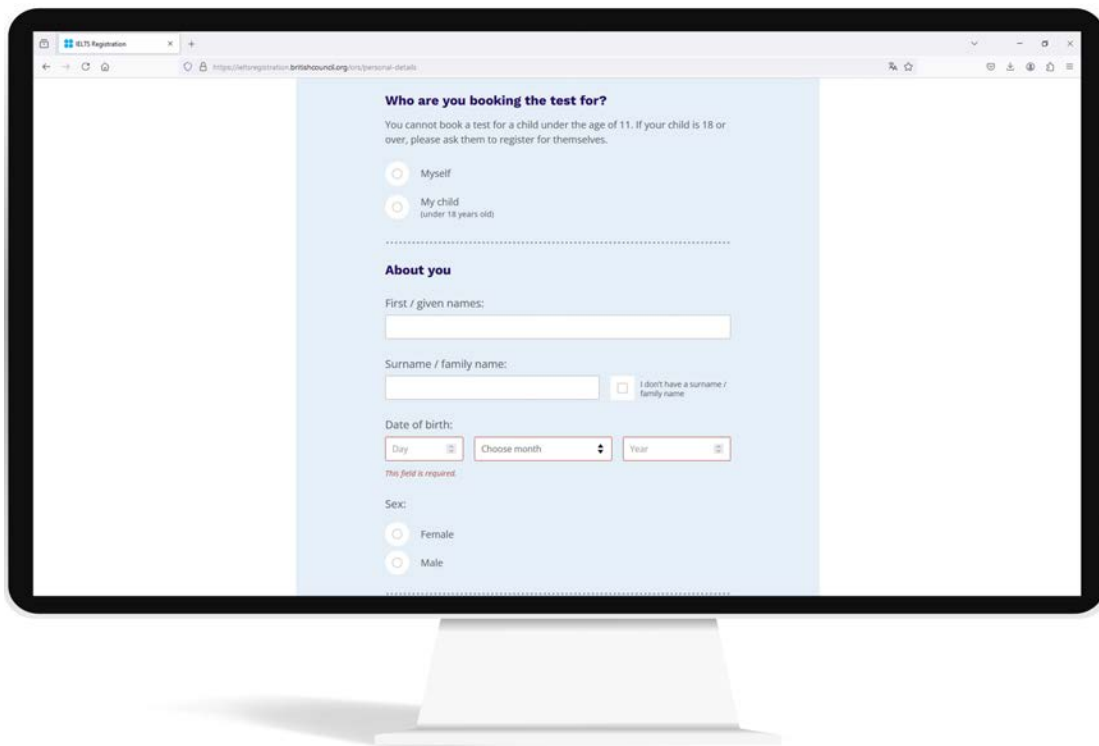 IELTS Registration
https://ieltsregistration.britishcouncil.org/ors/personal-details
Who are you booking the test for?
You cannot book a test for a child under the age of 11. If your child is 18 or
over, please ask them to register for themselves.
Myself
My child
(under 18 years old)
About you
First / given names:
Surname / family name:
I don't have a surname /
family name
Date of birth:
Day
Choose month
Year
This field is required.
Sex:
Female
Male